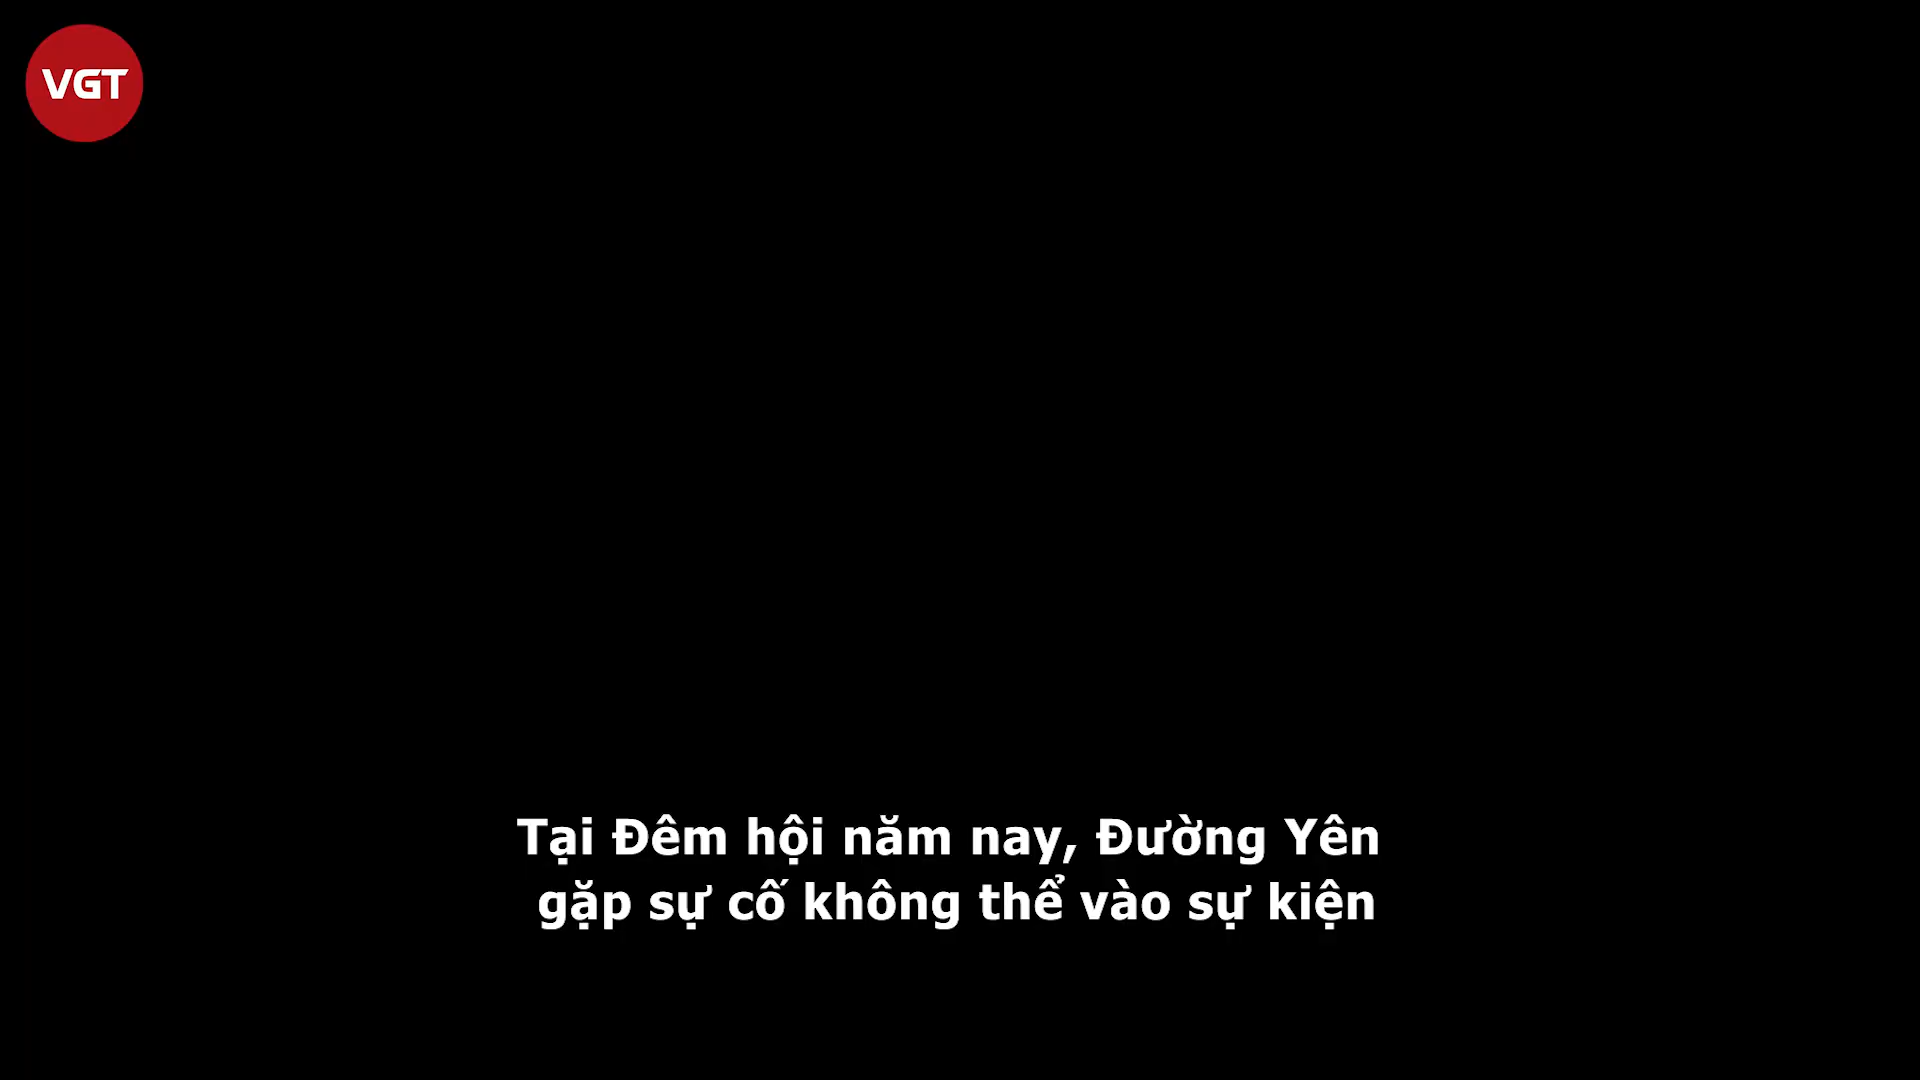 VGT
Tại Đêm hội năm nay, Đường Yên
gặp sự cố không thể vào sự kiện